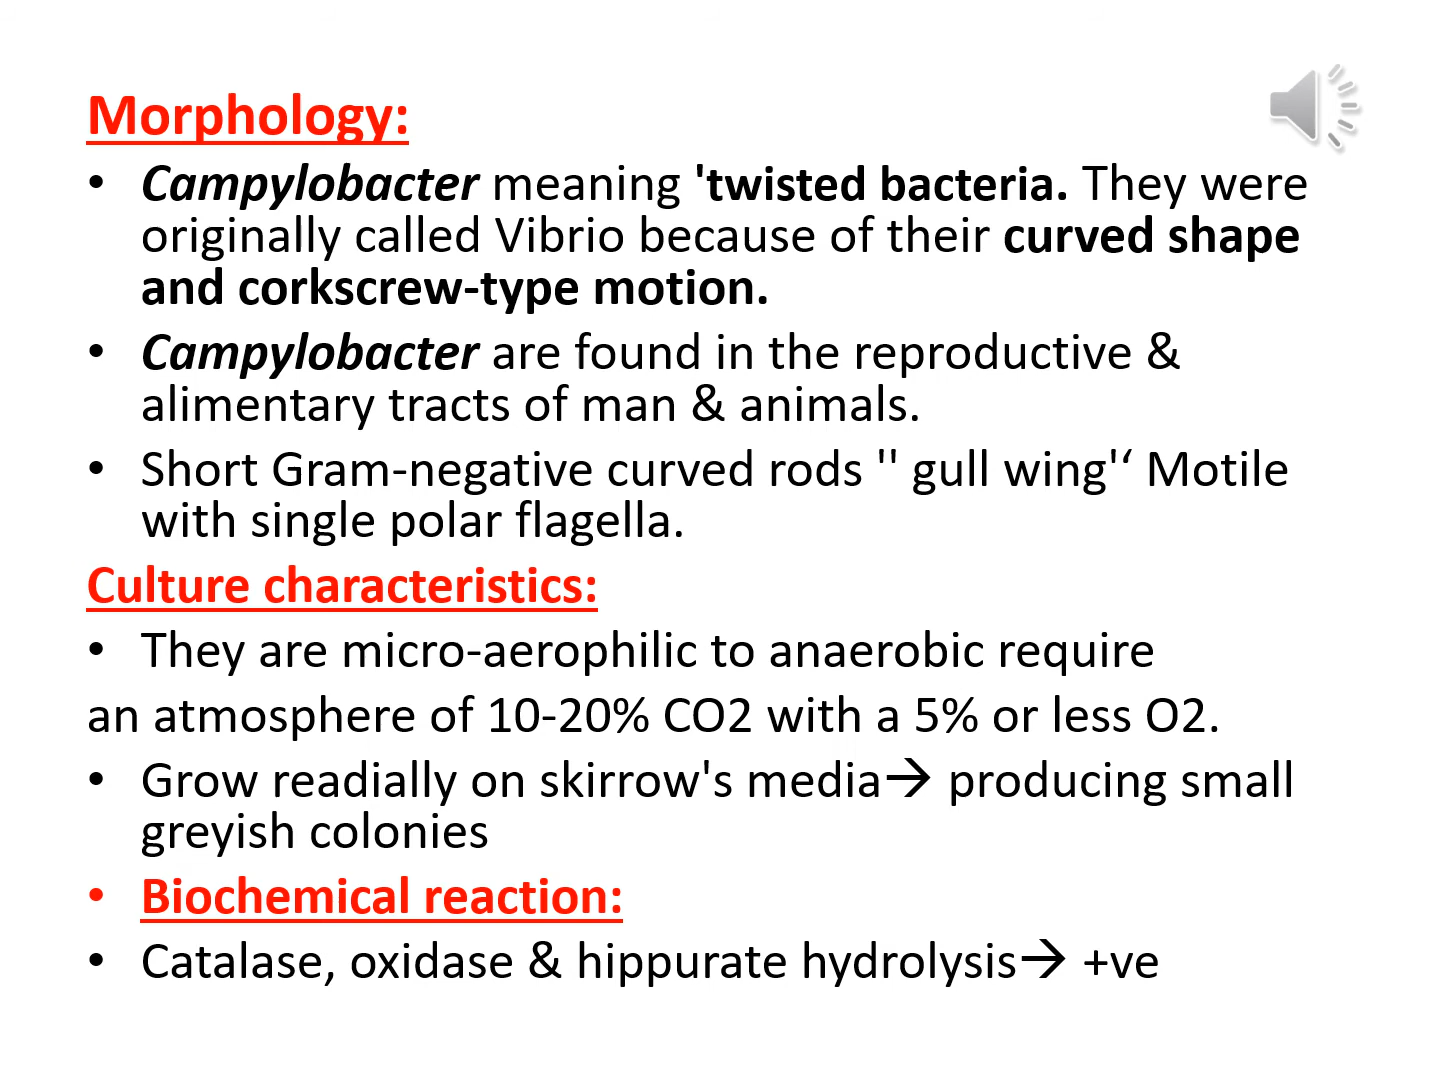 Morphology:
• Campylobacter meaning 'twisted bacteria. They were
originally called Vibrio because of their curved shape
and corkscrew-type motion.
• Campylobacter are found in the reproductive &
alimentary tracts of man & animals.
• Short Gram-negative curved rods '' gull wing'‘ Motile
with single polar flagella.
Culture characteristics:
• They are micro-aerophilic to anaerobic require
an atmosphere of 10-20% CO2 with a 5% or less O2.
• Grow readially on skirrow's media→ producing small
greyish colonies
• Biochemical reaction:
• Catalase, oxidase & hippurate hydrolysis→ +ve